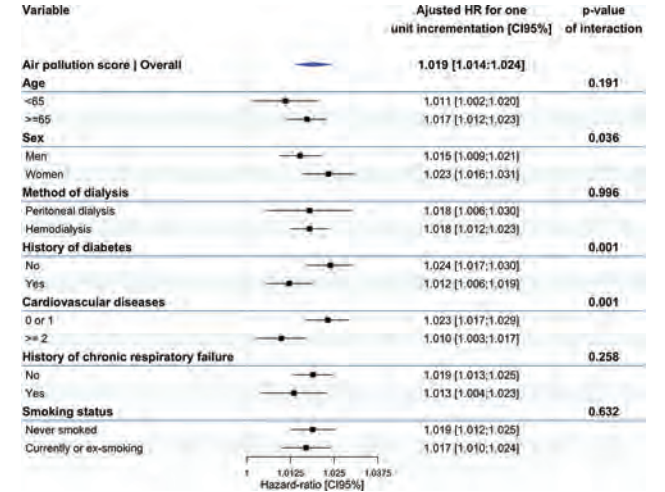 Variable Ajusted HR for one p-value
unit incrementation [CI95%] of interaction
Air pollution score | Overall 1.019 [1.014;1.024]
Age 0.191
<65 1.011 [1.002;1.020]
>=65 1.017 [1.012;1.023]
Sex 0.036
Men 1.015 [1.009;1.021]
Women 1.023 [1.016;1.031]
Method of dialysis 0.996
Peritoneal dialysis 1.018 [1.006;1.030]
Hemodialysis 1.018 [1.012;1.023]
History of diabetes 0.001
No 1.024 [1.017;1.030]
Yes 1.012 [1.006;1.019]
Cardiovascular diseases 0.001
0 or 1 1.023 [1.017;1.029]
>= 2 1.010 [1.003;1.017]
History of chronic respiratory failure 0.258
No 1.019 [1.013;1.025]
Yes 1.013 [1.004;1.023]
Smoking status 0.632
Never smoked 1.019 [1.012;1.025]
Currently or ex-smoking 1.017 [1.010;1.024]
1 1.0125 1.025 1.0375
Hazard-ratio [CI95%]